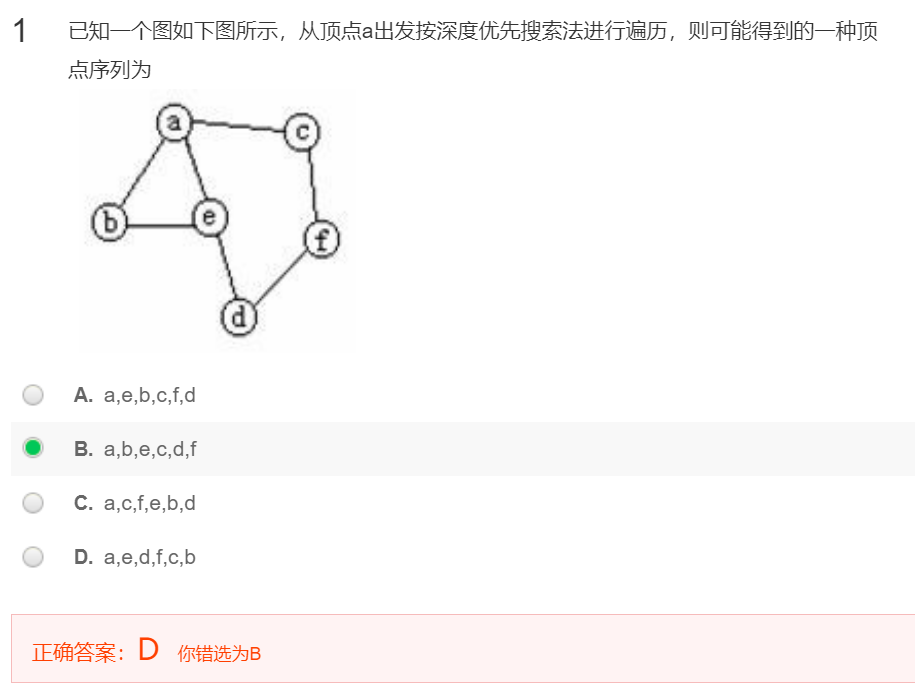 1 已知一个图如下图所示，从顶点a出发按深度优先搜索法进行遍历，则可能得到的一种顶
点序列为
a
c
b
e
f
d
A. a,e,b,c,f,d
B. a,b,e,c,d,f
C. a,c,f,e,b,d
D. a,e,d,f,c,b
正确答案：D 你错选为B